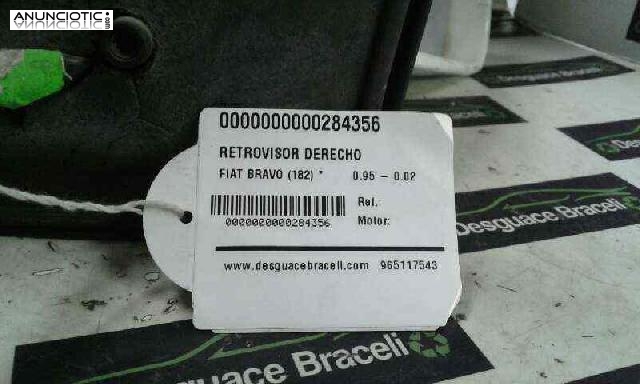 ANUNCIOTIC:.com
0000000000284356
RETROVISOR DERECHO
FIAT BRAVO (182) * 0.95 – 0.02
Ref.
Motor:
0000020000284356
www.desguacebraceli.com 965117543
Desguace Braceli
Desguace Braceli
Desguace Braceli